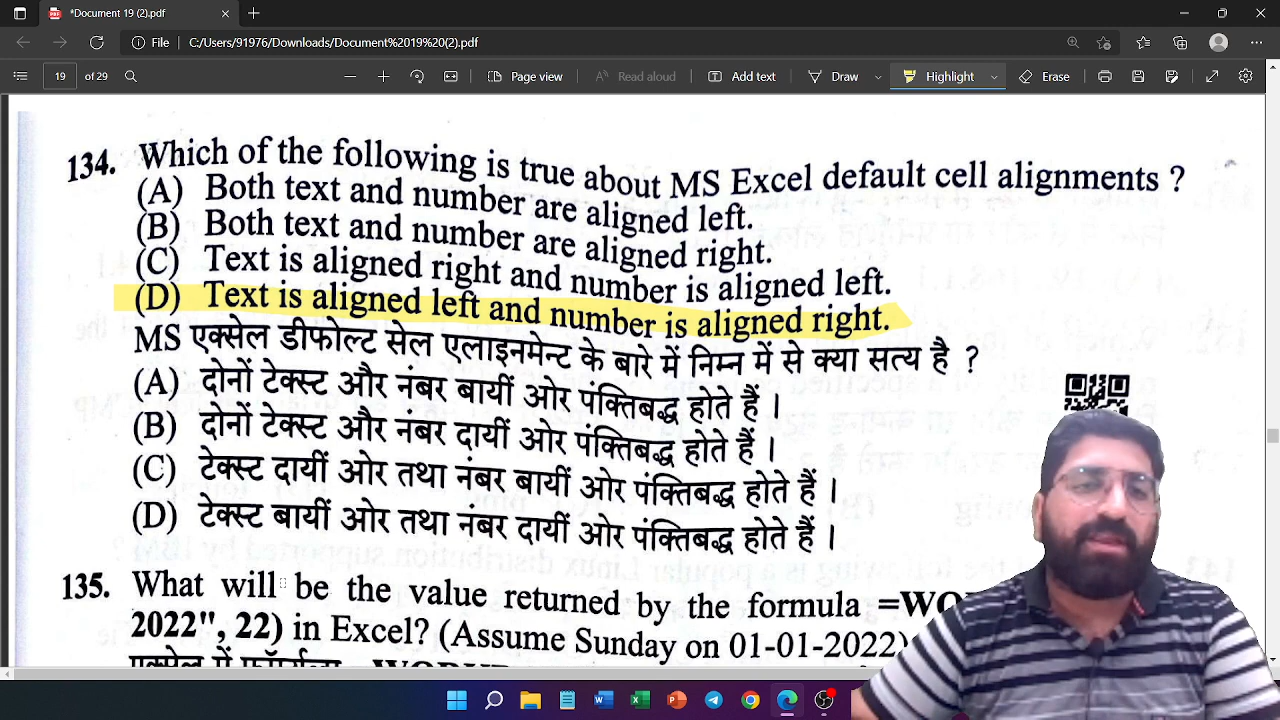 *Document 19 (2).pdf
File C:/Users/91976/Downloads/Document%2019%20(2).pdf
19 of 29 Page view Read aloud Add text Draw Highlight Erase
134. Which of the following is true about MS Excel default cell alignments ?
(A) Both text and number are aligned left.
(B) Both text and number are aligned right.
(C) Text is aligned right and number is aligned left.
(D) Text is aligned left and number is aligned right.
MS एक्सेल डीफोल्ट सेल एलाइनमेन्ट के बारे में निम्न में से क्या सत्य है ?
(A) दोनों टेक्स्ट और नंबर बायीं ओर पंक्तिबद्ध होते हैं ।
(B) दोनों टेक्स्ट और नंबर दायीं ओर पंक्तिबद्ध होते हैं ।
(C) टेक्स्ट दायीं ओर तथा नंबर बायीं ओर पंक्तिबद्ध होते हैं ।
(D) टेक्स्ट बायीं ओर तथा नंबर दायीं ओर पंक्तिबद्ध होते हैं ।
135. What will be the value returned by the formula
2022", 22) in Excel? (Assume Sunday on 01-01-2022)